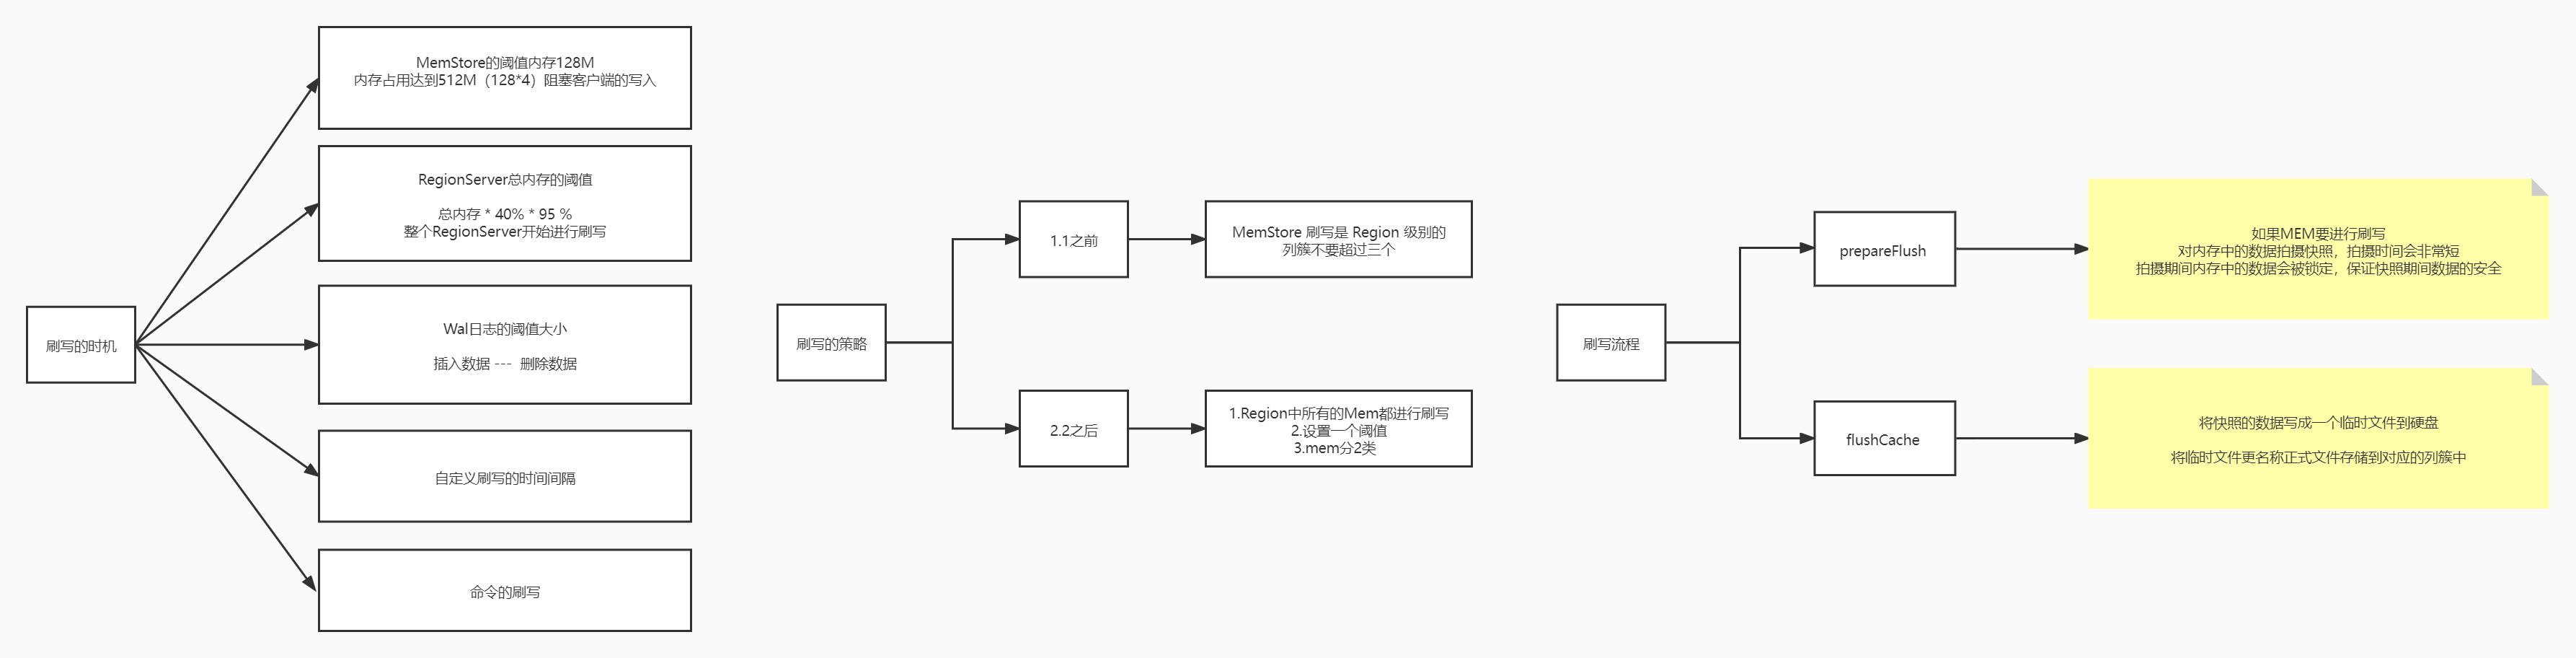 刷写的时机
MemStore的阈值内存128M
内存占用达到512M（128*4）阻塞客户端的写入
RegionServer总内存的阈值
总内存 * 40% * 95 %
整个RegionServer开始进行刷写
Wal日志的阈值大小
插入数据 --- 删除数据
自定义刷写的时间间隔
命令的刷写
刷写的策略
1.1之前
MemStore 刷写是 Region 级别的
列簇不要超过三个
2.2之后
1.Region中所有的Mem都进行刷写
2.设置一个阈值
3.mem分2类
刷写流程
prepareFlush
如果MEM要进行刷写
对内存中的数据拍摄快照，拍摄时间会非常短
拍摄期间内存中的数据会被锁定，保证快照期间数据的安全
flushCache
将快照的数据写成一个临时文件到硬盘
将临时文件更名称正式文件存储到对应的列簇中